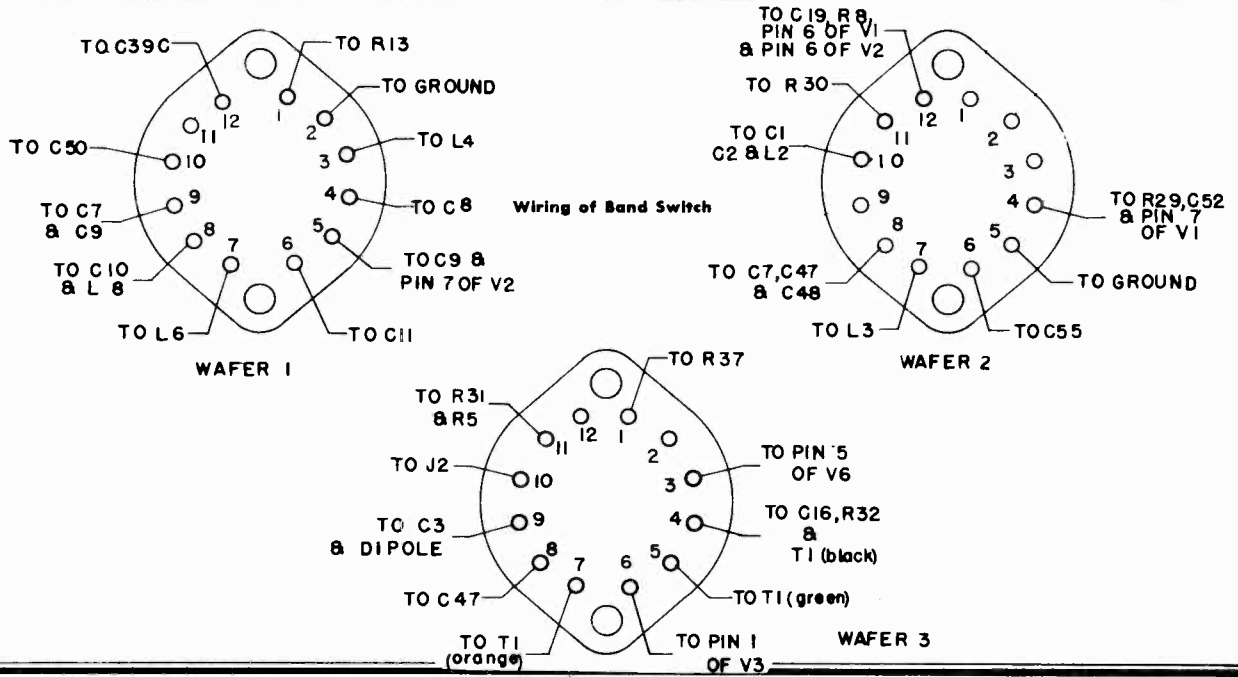 TO C39C
TO R13
TO GROUND
12
1
2
11
3
TO L4
TO C50
10
4
TO C8
9
TO C7
& C9
5
8
7
6
TO C9 &
PIN 7 OF V2
TO C10
& L 8
TO L6
TO C11
WAFER 1
Wiring of Band Switch
TO C19, R8,
PIN 6 OF V1
& PIN 6 OF V2
TO R30
12
1
11
2
TO C1
C2 & L2
10
3
9
4
TO R29, C52
& PIN 7
OF V1
8
5
7
6
TO C7, C47
& C48
TO GROUND
TO L3
TO C55
WAFER 2
TO R37
TO R31
& R5
12
1
11
2
TO J2
10
3
TO PIN 5
OF V6
TO C3
& DIPOLE
9
4
TO C16, R32
&
T1 (black)
8
7
6
5
TO C47
TO T1 (green)
TO T1
(orange)
TO PIN 1
OF V3
WAFER 3